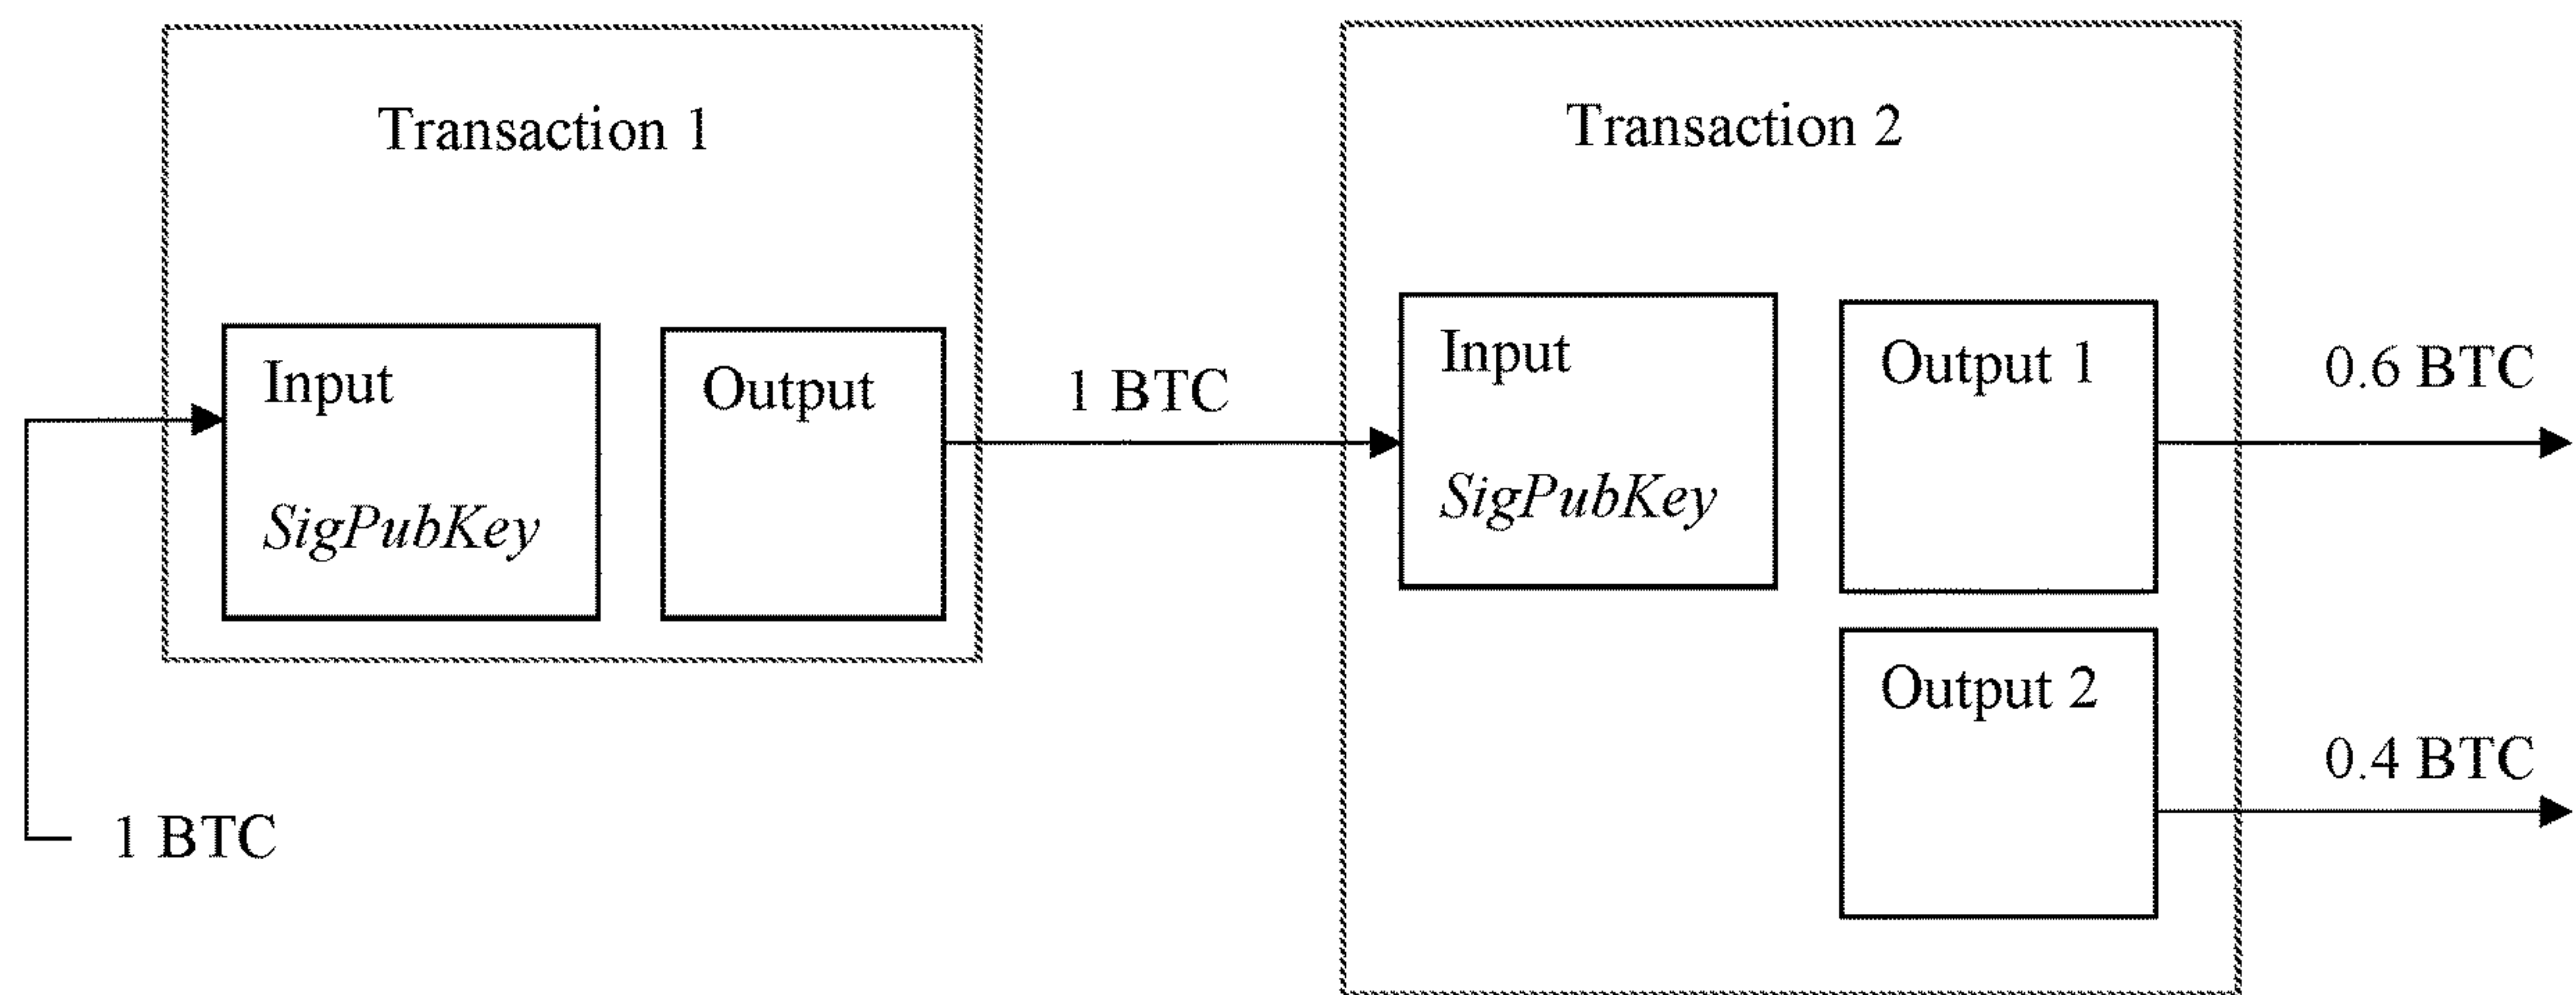 Transaction 1
Input
SigPubKey
Output
1 BTC
1 BTC
Transaction 2
Input
SigPubKey
Output 1
0.6 BTC
Output 2
0.4 BTC